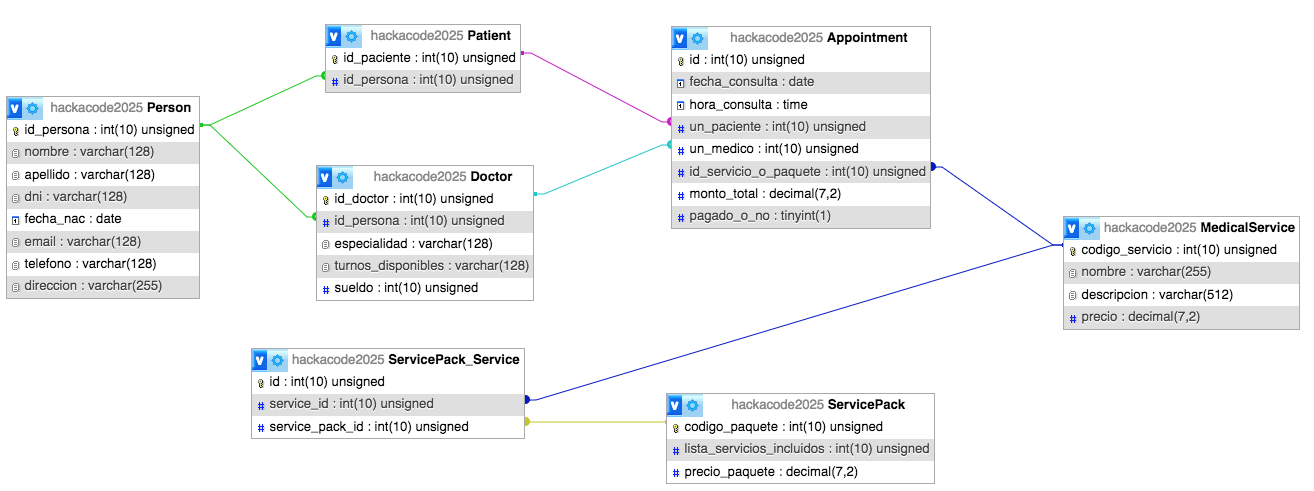 hackacode2025 Person
id_persona : int(10) unsigned
nombre : varchar(128)
apellido : varchar(128)
dni : varchar(128)
fecha_nac : date
email : varchar(128)
telefono : varchar(128)
direccion : varchar(255)
hackacode2025 Patient
id_paciente : int(10) unsigned
id_persona : int(10) unsigned
hackacode2025 Doctor
id_doctor : int(10) unsigned
id_persona : int(10) unsigned
especialidad : varchar(128)
turnos_disponibles : varchar(128)
sueldo : int(10) unsigned
hackacode2025 Appointment
id : int(10) unsigned
fecha_consulta : date
hora_consulta : time
un_paciente : int(10) unsigned
un_medico : int(10) unsigned
id_servicio_o_paquete : int(10) unsigned
monto_total : decimal(7,2)
pagado_o_no : tinyint(1)
hackacode2025 MedicalService
codigo_servicio : int(10) unsigned
nombre : varchar(255)
descripcion : varchar(512)
precio : decimal(7,2)
hackacode2025 ServicePack_Service
id : int(10) unsigned
service_id : int(10) unsigned
service_pack_id : int(10) unsigned
hackacode2025 ServicePack
codigo_paquete : int(10) unsigned
lista_servicios_incluidos : int(10) unsigned
precio_paquete : decimal(7,2)